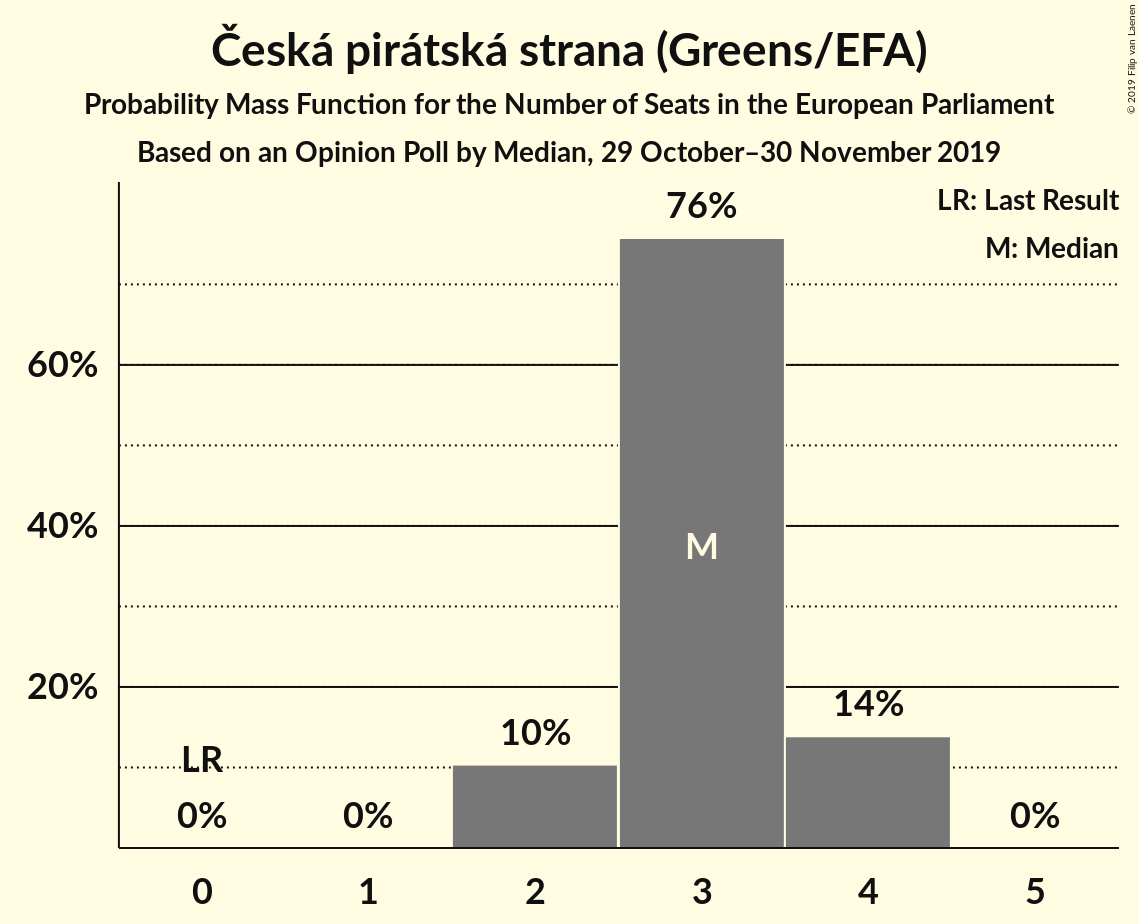 Česká pirátská strana (Greens/EFA)
Probability Mass Function for the Number of Seats in the European Parliament
Based on an Opinion Poll by Median, 29 October–30 November 2019
© 2019 Filip van Laenen
LR: Last Result
M: Median
76%
60%
40%
M
20%
14%
10%
LR
0%
0%
0%
0
1
2
3
4
5